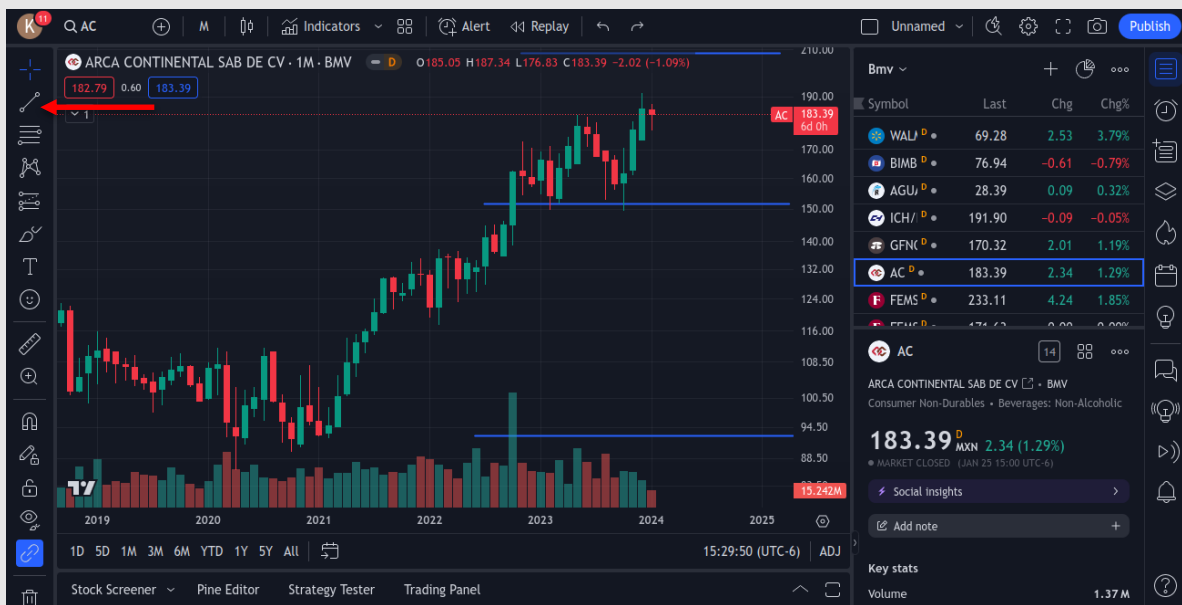 K 11 AC M Indicators Alert Replay Unnamed Publish
ARCA CONTINENTAL SAB DE CV · 1M · BMV D O185.05 H187.34 L176.83 C183.39 −2.02 (−1.09%)
182.79 0.60 183.39
1
210.00
190.00
AC 183.39
6d 0h
170.00
160.00
150.00
140.00
132.00
124.00
116.00
108.50
100.50
94.50
88.50
15.242M
2019 2020 2021 2022 2023 2024 2025
1D 5D 1M 3M 6M YTD 1Y 5Y All 15:29:50 (UTC-6) ADJ
Stock Screener Pine Editor Strategy Tester Trading Panel
Bmv
Symbol Last Chg Chg%
WALM D 69.28 2.53 3.79%
BIMB D 76.94 −0.61 −0.79%
AGU D 28.39 0.09 0.32%
ICH/ D 191.90 −0.09 −0.05%
GFNO D 170.32 2.01 1.19%
AC D 183.39 2.34 1.29%
F FEMS D 233.11 4.24 1.85%
AC 14
ARCA CONTINENTAL SAB DE CV • BMV
Consumer Non-Durables • Beverages: Non-Alcoholic
183.39 D MXN 2.34 (1.29%)
MARKET CLOSED (JAN 25 15:00 UTC-6)
Social insights
Add note
Key stats
Volume 1.37 M